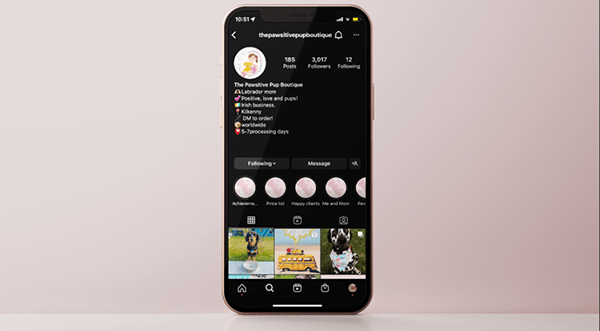 10:51
thepawsitivepupboutique
185 3,017 12
Posts Followers Following
The Pawsitive Pup Boutique
Labrador mom
Positive, love and pups!
Irish business.
Kilkenny
DM to order!
worldwide
5-7processing days
Following Message
Achieveme... Price list Happy clients Me and Mom Rev